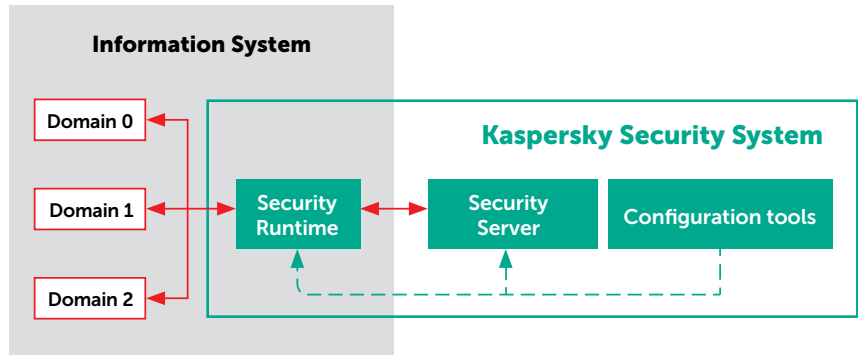 Information System
Domain 0
Kaspersky Security System
Domain 1
Security
Runtime
Security
Server
Configuration tools
Domain 2